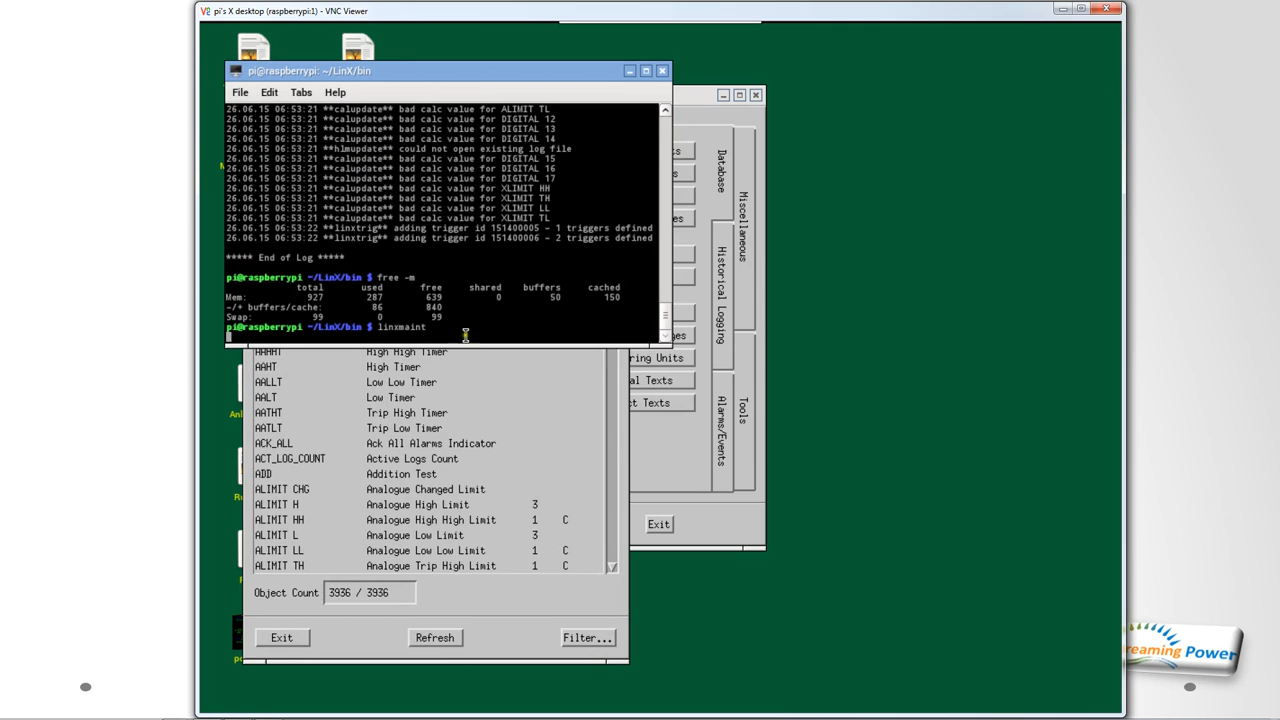 pi's X desktop (raspberrypi:1) - VNC Viewer
pi@raspberrypi: ~/LinX/bin
File Edit Tabs Help
26.06.15 06:53:21 **calupdate** bad calc value for ALIMIT TL
26.06.15 06:53:21 **calupdate** bad calc value for DIGITAL 12
26.06.15 06:53:21 **calupdate** bad calc value for DIGITAL 13
26.06.15 06:53:21 **calupdate** bad calc value for DIGITAL 14
26.06.15 06:53:21 **hlmupdate** could not open existing log file
26.06.15 06:53:21 **calupdate** bad calc value for DIGITAL 15
26.06.15 06:53:21 **calupdate** bad calc value for DIGITAL 16
26.06.15 06:53:21 **calupdate** bad calc value for DIGITAL 17
26.06.15 06:53:21 **calupdate** bad calc value for XLIMIT HH
26.06.15 06:53:21 **calupdate** bad calc value for XLIMIT TH
26.06.15 06:53:21 **calupdate** bad calc value for XLIMIT LL
26.06.15 06:53:21 **calupdate** bad calc value for XLIMIT TL
26.06.15 06:53:22 **linxtrig** adding trigger id 151400005 - 1 triggers defined
26.06.15 06:53:22 **linxtrig** adding trigger id 151400006 - 2 triggers defined
***** End of Log *****
pi@raspberrypi ~/LinX/bin $ free -m
total used free shared buffers cached
Mem: 927 287 639 0 50 150
-/+ buffers/cache: 86 840
Swap: 99 0 99
pi@raspberrypi ~/LinX/bin $ linxmaint
AAHHT High High Timer
AAHT High Timer
AALLT Low Low Timer
AALT Low Timer
AATHT Trip High Timer
AATLT Trip Low Timer
ACK_ALL Ack All Alarms Indicator
ACT_LOG_COUNT Active Logs Count
ADD Addition Test
ALIMIT CHG Analogue Changed Limit
ALIMIT H Analogue High Limit 3
ALIMIT HH Analogue High High Limit 1 C
ALIMIT L Analogue Low Limit 3
ALIMIT LL Analogue Low Low Limit 1 C
ALIMIT TH Analogue Trip High Limit 1 C
Object Count 3936 / 3936
Exit Refresh Filter...
ring Units
al Texts
ct Texts
Exit
Database
Historical Logging
Alarms/Events
Miscellaneous
Tools
reaming Power